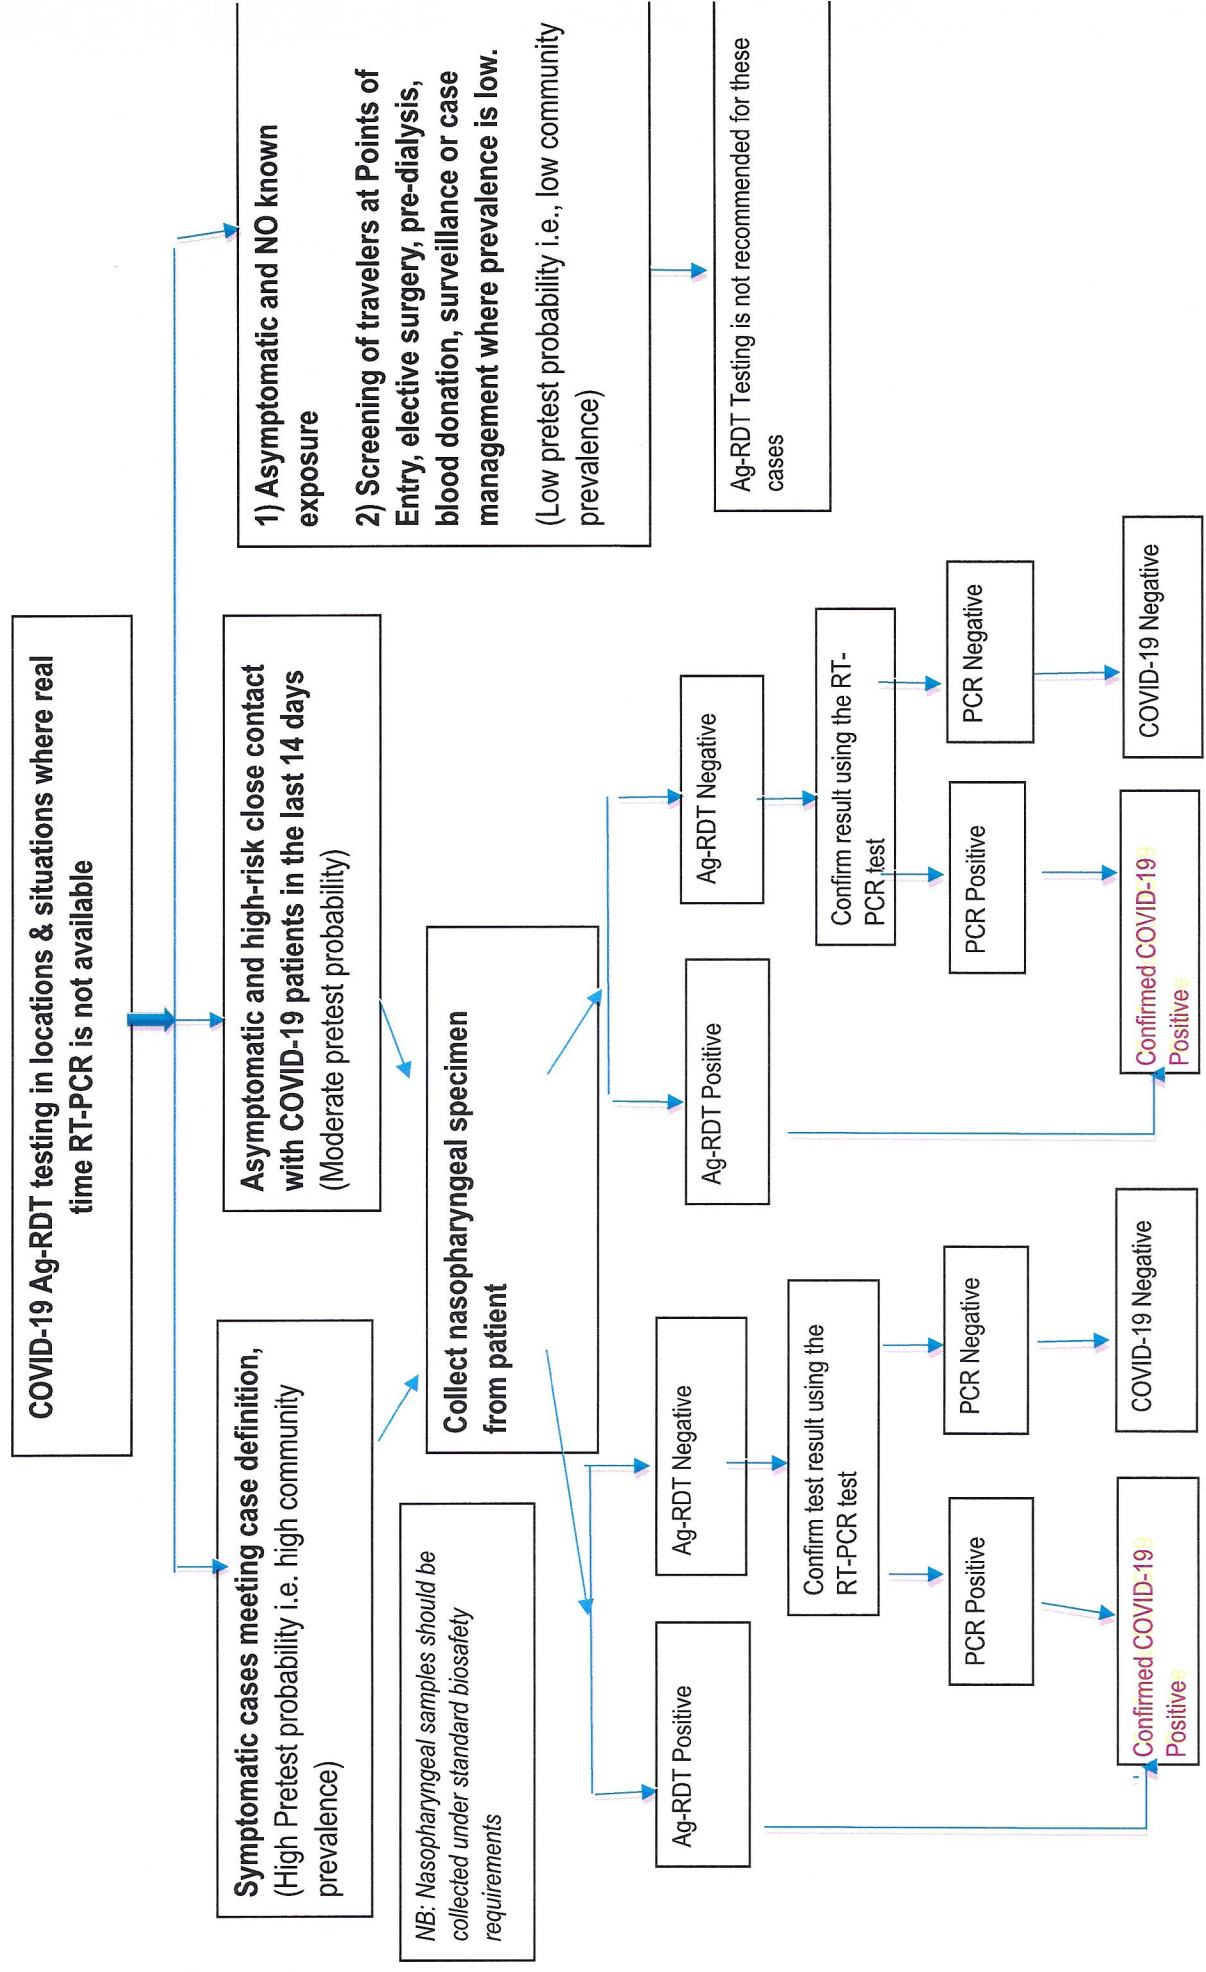 COVID-19 Ag-RDT testing in locations & situations where real
time RT-PCR is not available
Symptomatic cases meeting case definition,
(High Pretest probability i.e. high community
prevalence)
Asymptomatic and high-risk close contact
with COVID-19 patients in the last 14 days
(Moderate pretest probability)
1) Asymptomatic and NO known
exposure
2) Screening of travelers at Points of
Entry, elective surgery, pre-dialysis,
blood donation, surveillance or case
management where prevalence is low.
(Low pretest probability i.e., low community
prevalence)
NB: Nasopharyngeal samples should be
collected under standard biosafety
requirements
Collect nasopharyngeal specimen
from patient
Ag-RDT Testing is not recommended for these
cases
Ag-RDT Positive
Ag-RDT Negative
Ag-RDT Positive
Ag-RDT Negative
Confirm test result using the
RT-PCR test
Confirm result using the RT-
PCR test
PCR Positive
PCR Negative
PCR Positive
PCR Negative
Confirmed COVID-19
Positive
COVID-19 Negative
Confirmed COVID-19
Positive
COVID-19 Negative